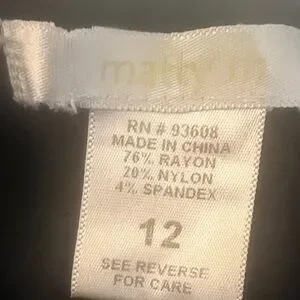 RN # 93608
MADE IN CHINA
76% RAYON
20% NYLON
4% SPANDEX
12
SEE REVERSE
FOR CARE